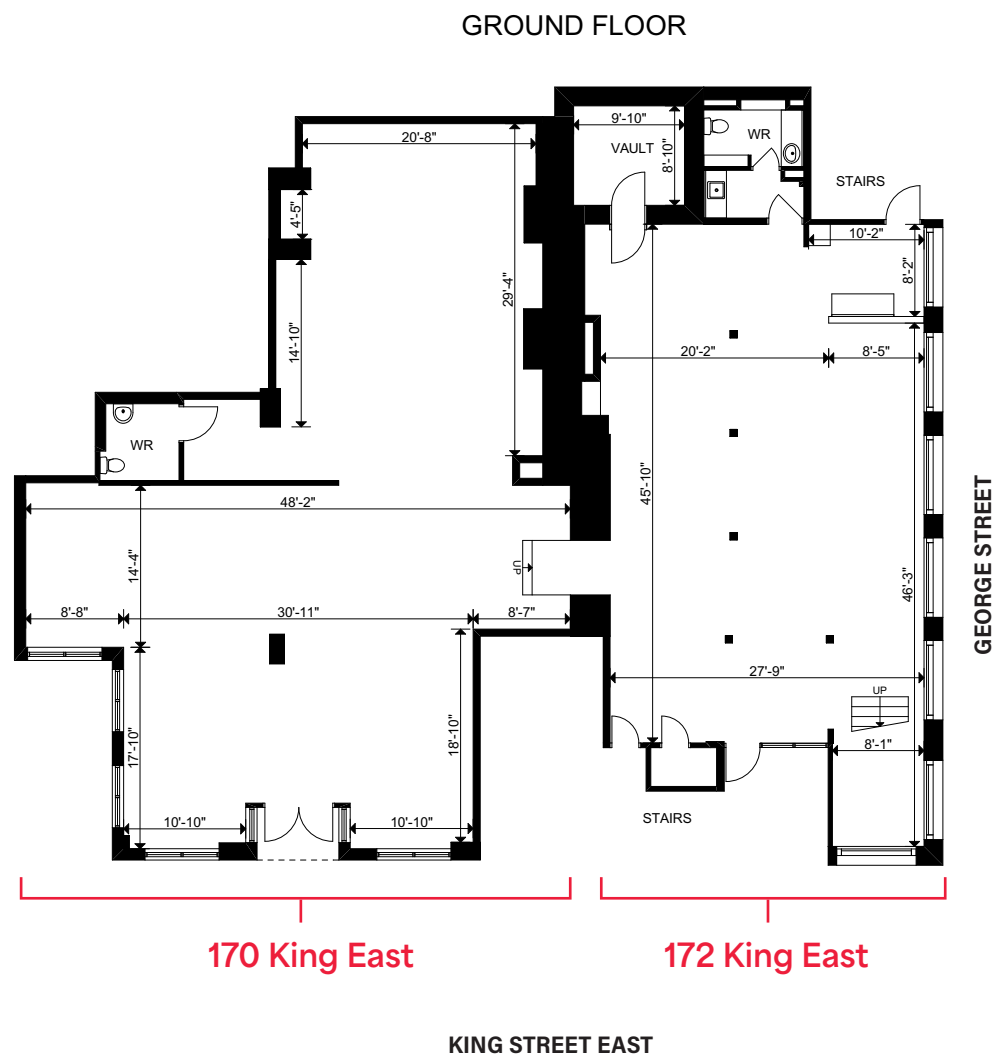 GROUND FLOOR
20'-8"
9'-10"
VAULT
8'-10"
WR
STAIRS
4'-5"
29'-4"
10'-2"
8'-2"
14'-10"
20'-2"
8'-5"
WR
45'-10"
48'-2"
14'-4"
UP
46'-3"
GEORGE STREET
8'-8"
30'-11"
8'-7"
27'-9"
UP
17'-10"
18'-10"
8'-1"
10'-10"
10'-10"
STAIRS
170 King East
172 King East
KING STREET EAST